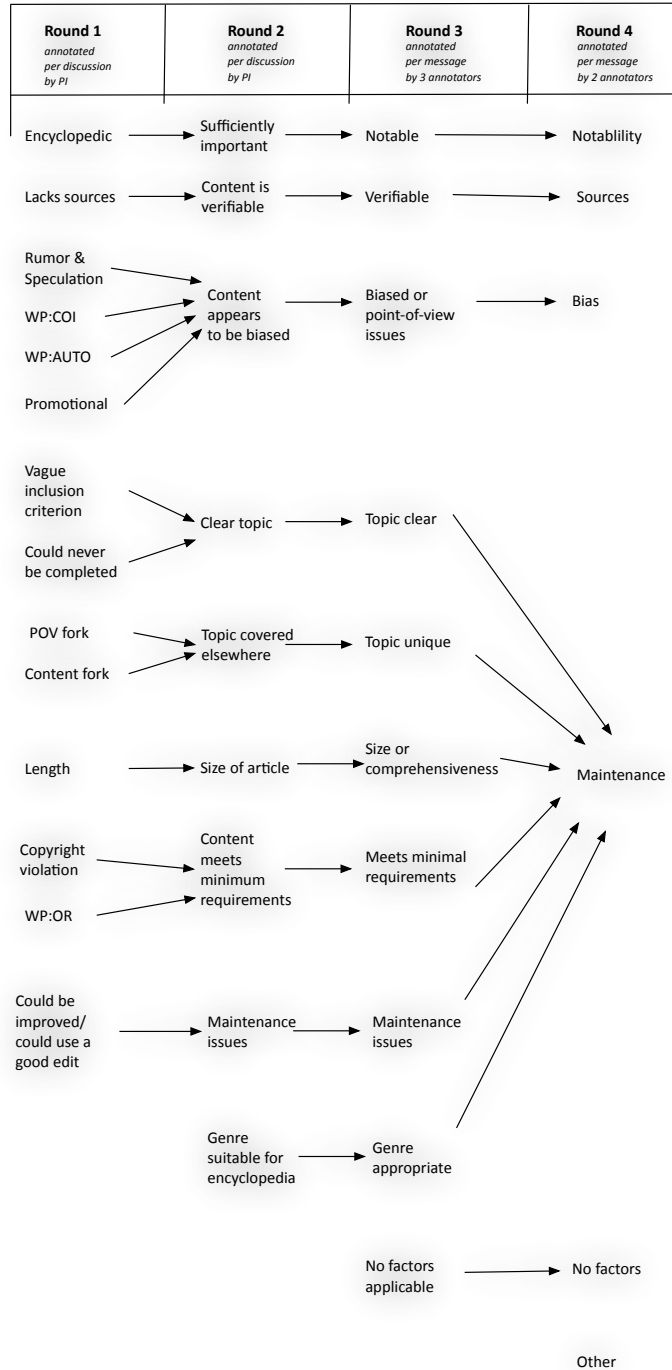 Round 1
annotated
per discussion
by PI
Round 2
annotated
per discussion
by PI
Round 3
annotated
per message
by 3 annotators
Round 4
annotated
per message
by 2 annotators
Encyclopedic
Sufficiently
important
Notable
Notablility
Lacks sources
Content is
verifiable
Verifiable
Sources
Rumor &
Speculation
WP:COI
WP:AUTO
Promotional
Content
appears
to be biased
Biased or
point-of-view
issues
Bias
Vague
inclusion
criterion
Could never
be completed
Clear topic
Topic clear
POV fork
Content fork
Topic covered
elsewhere
Topic unique
Length
Size of article
Size or
comprehensiveness
Maintenance
Copyright
violation
WP:OR
Content
meets
minimum
requirements
Meets minimal
requirements
Could be
improved/
could use a
good edit
Maintenance
issues
Maintenance
issues
Genre
suitable for
encyclopedia
Genre
appropriate
No factors
applicable
No factors
Other